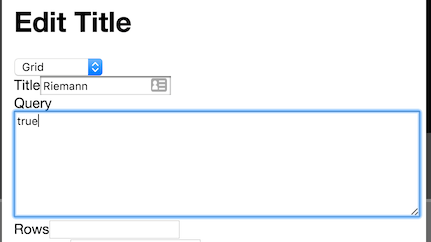 Edit Title
Grid
Title Riemann
Query
true
Rows